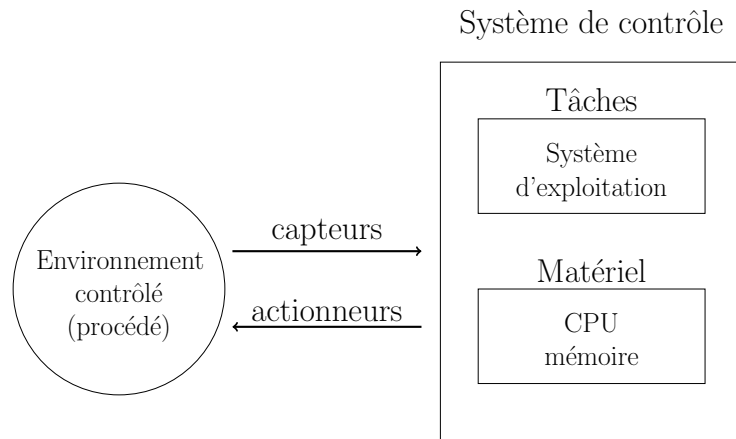 Système de contrôle
Tâches
Système
d'exploitation
capteurs
Environnement
contrôlé
(procédé)
actionneurs
Matériel
CPU
mémoire